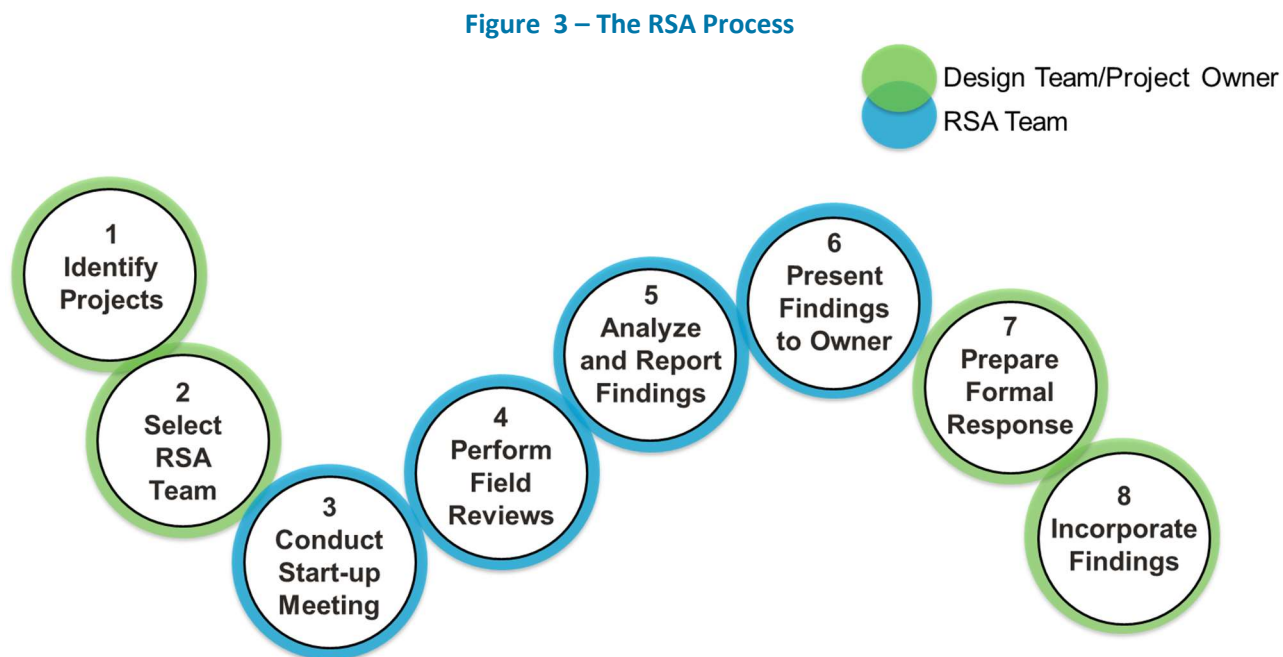 Figure 3 – The RSA Process
Design Team/Project Owner
RSA Team
1
Identify
Projects
2
Select
RSA
Team
3
Conduct
Start-up
Meeting
4
Perform
Field
Reviews
5
Analyze
and Report
Findings
6
Present
Findings
to Owner
7
Prepare
Formal
Response
8
Incorporate
Findings